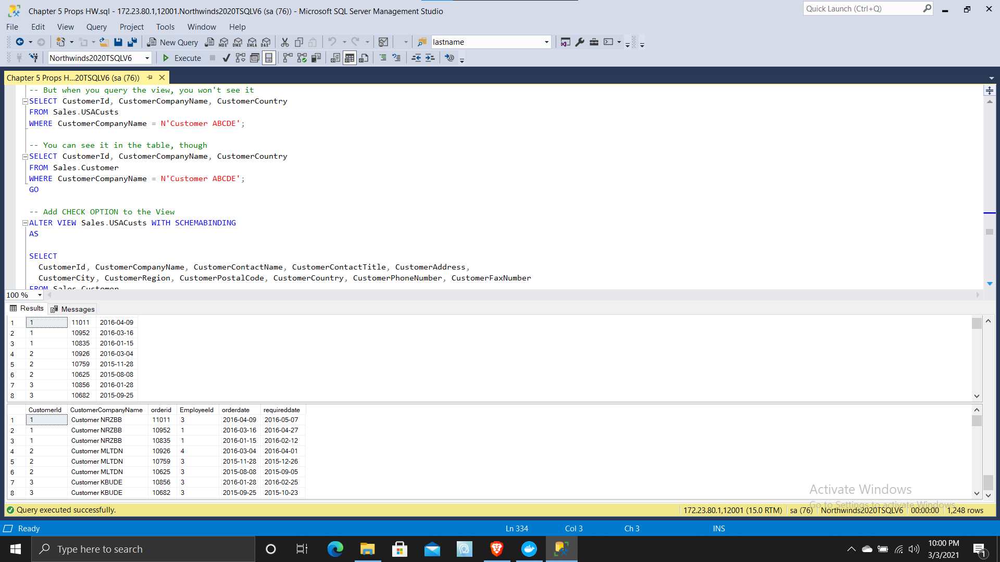 Chapter 5 Props HW.sql - 172.23.80.1,12001.Northwinds2020TSQLV6 (sa (76)) - Microsoft SQL Server Management Studio
Quick Launch (Ctrl+Q)
File Edit View Query Project Tools Window Help
New Query MDX DMX XMLA DAX lastname
Northwinds2020TSQLV6 Execute
Chapter 5 Props H...20TSQLV6 (sa (76))
-- But when you query the view, you won't see it
SELECT CustomerId, CustomerCompanyName, CustomerCountry
FROM Sales.USACusts
WHERE CustomerCompanyName = N'Customer ABCDE';
-- You can see it in the table, though
SELECT CustomerId, CustomerCompanyName, CustomerCountry
FROM Sales.Customer
WHERE CustomerCompanyName = N'Customer ABCDE';
GO
-- Add CHECK OPTION to the View
ALTER VIEW Sales.USACusts WITH SCHEMABINDING
AS
SELECT
CustomerId, CustomerCompanyName, CustomerContactName, CustomerContactTitle, CustomerAddress,
CustomerCity, CustomerRegion, CustomerPostalCode, CustomerCountry, CustomerPhoneNumber, CustomerFaxNumber
FROM Sales.Customer
100 %
Results Messages
1 1 11011 2016-04-09
2 1 10952 2016-03-16
3 1 10835 2016-01-15
4 2 10926 2016-03-04
5 2 10759 2015-11-28
6 2 10625 2015-08-08
7 3 10856 2016-01-28
8 3 10682 2015-09-25
CustomerId CustomerCompanyName orderid EmployeeId orderdate requireddate
1 1 Customer NRZBB 11011 3 2016-04-09 2016-05-07
2 1 Customer NRZBB 10952 1 2016-03-16 2016-04-27
3 1 Customer NRZBB 10835 1 2016-01-15 2016-02-12
4 2 Customer MLTDN 10926 4 2016-03-04 2016-04-01
5 2 Customer MLTDN 10759 3 2015-11-28 2015-12-26
6 2 Customer MLTDN 10625 3 2015-08-08 2015-09-05
7 3 Customer KBUDE 10856 3 2016-01-28 2016-02-25
8 3 Customer KBUDE 10682 3 2015-09-25 2015-10-23
Activate Windows
Go to Settings to activate Windows.
Query executed successfully. 172.23.80.1,12001 (15.0 RTM) sa (76) Northwinds2020TSQLV6 00:00:00 1,248 rows
Ready Ln 334 Col 3 Ch 3 INS
Type here to search
10:00 PM
3/3/2021
1